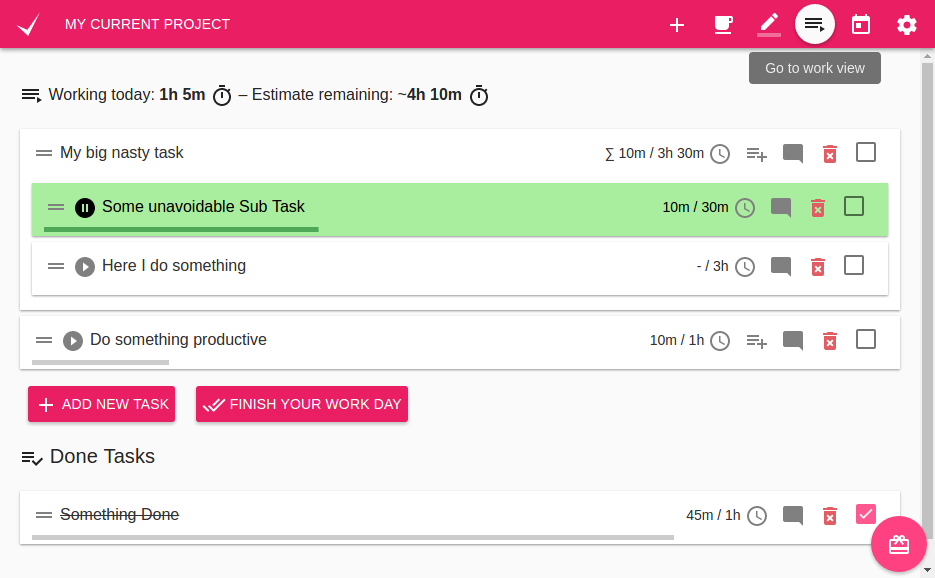 MY CURRENT PROJECT
Go to work view
Working today: 1h 5m – Estimate remaining: ~4h 10m
My big nasty task ∑ 10m / 3h 30m
Some unavoidable Sub Task 10m / 30m
Here I do something - / 3h
Do something productive 10m / 1h
ADD NEW TASK FINISH YOUR WORK DAY
Done Tasks
Something Done 45m / 1h